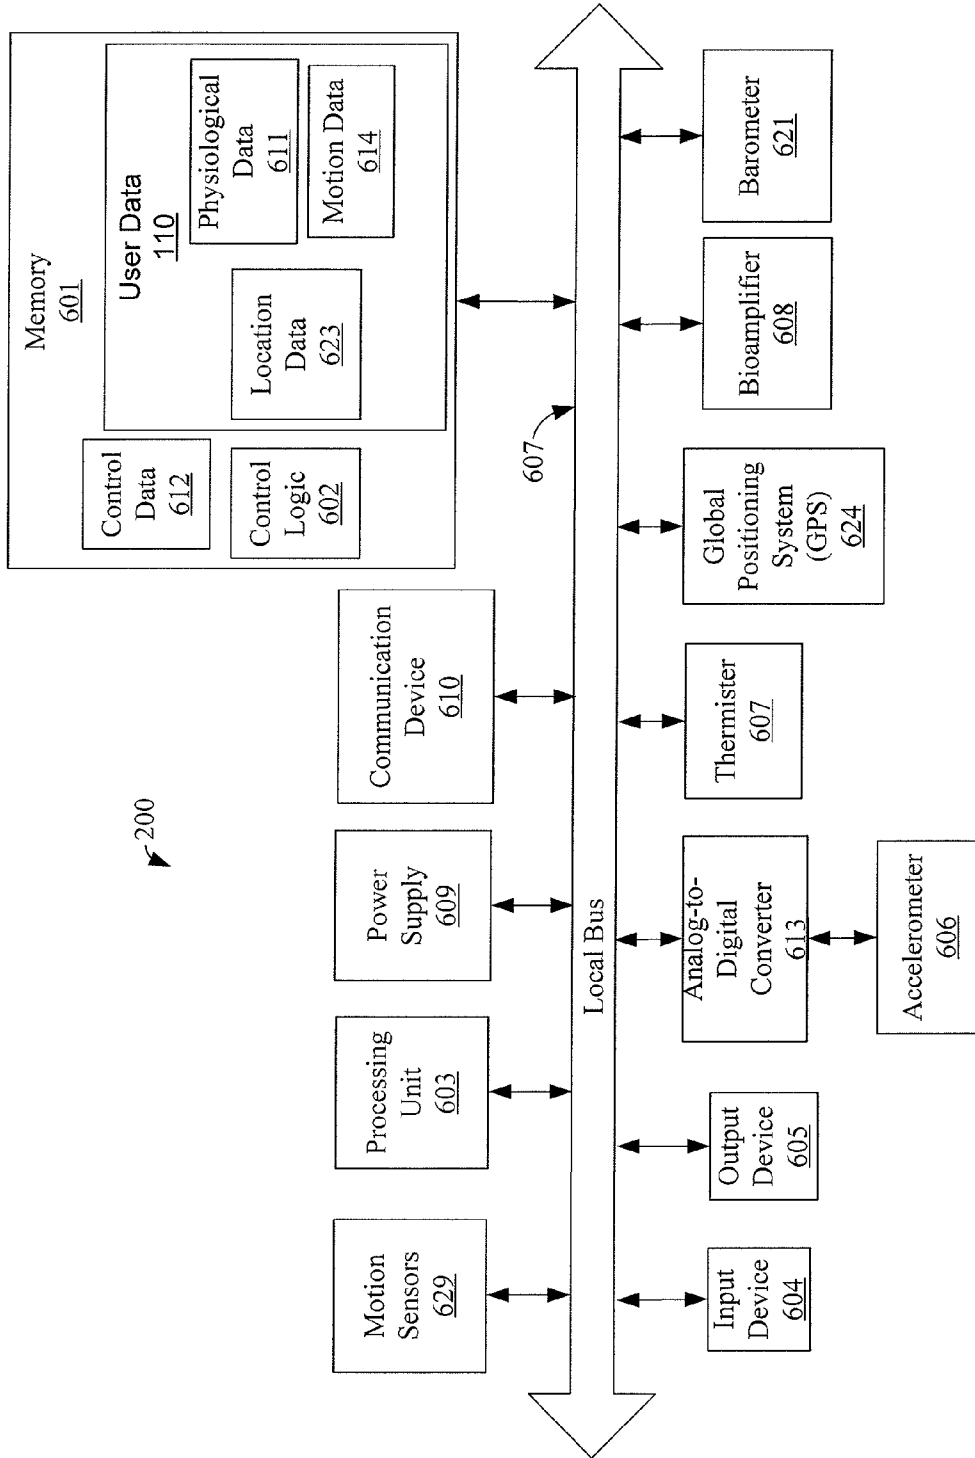 200
Memory
601
User Data
110
Physiological
Data
611
Motion Data
614
Location
Data
623
Control
Data
612
Control
Logic
602
Motion
Sensors
629
Processing
Unit
603
Power
Supply
609
Communication
Device
610
607
Local Bus
Input
Device
604
Output
Device
605
Analog-to-
Digital
Converter
613
Accelerometer
606
Thermister
607
Global
Positioning
System
(GPS)
624
Bioamplifier
608
Barometer
621